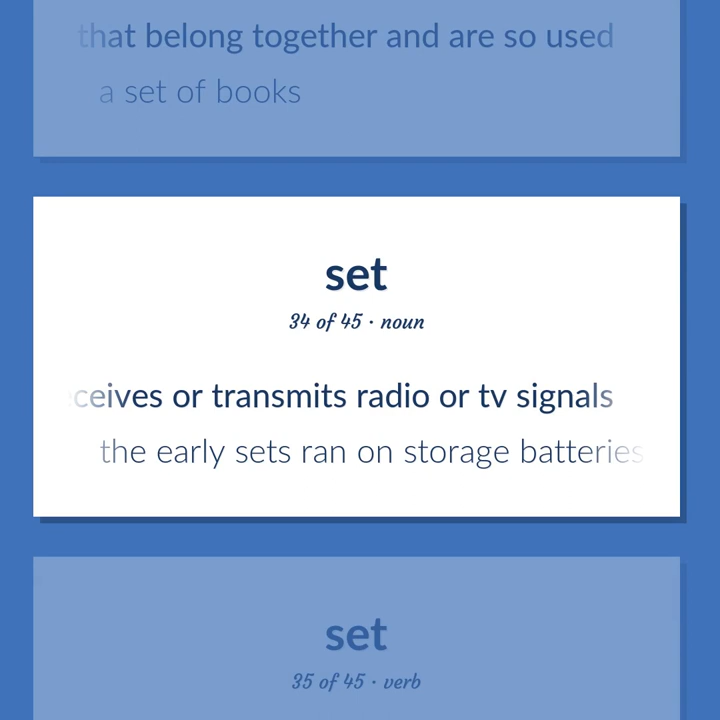 that belong together and are so used
a set of books
set
34 of 45 · noun
ceives or transmits radio or tv signals
the early sets ran on storage batteries
set
35 of 45 · verb